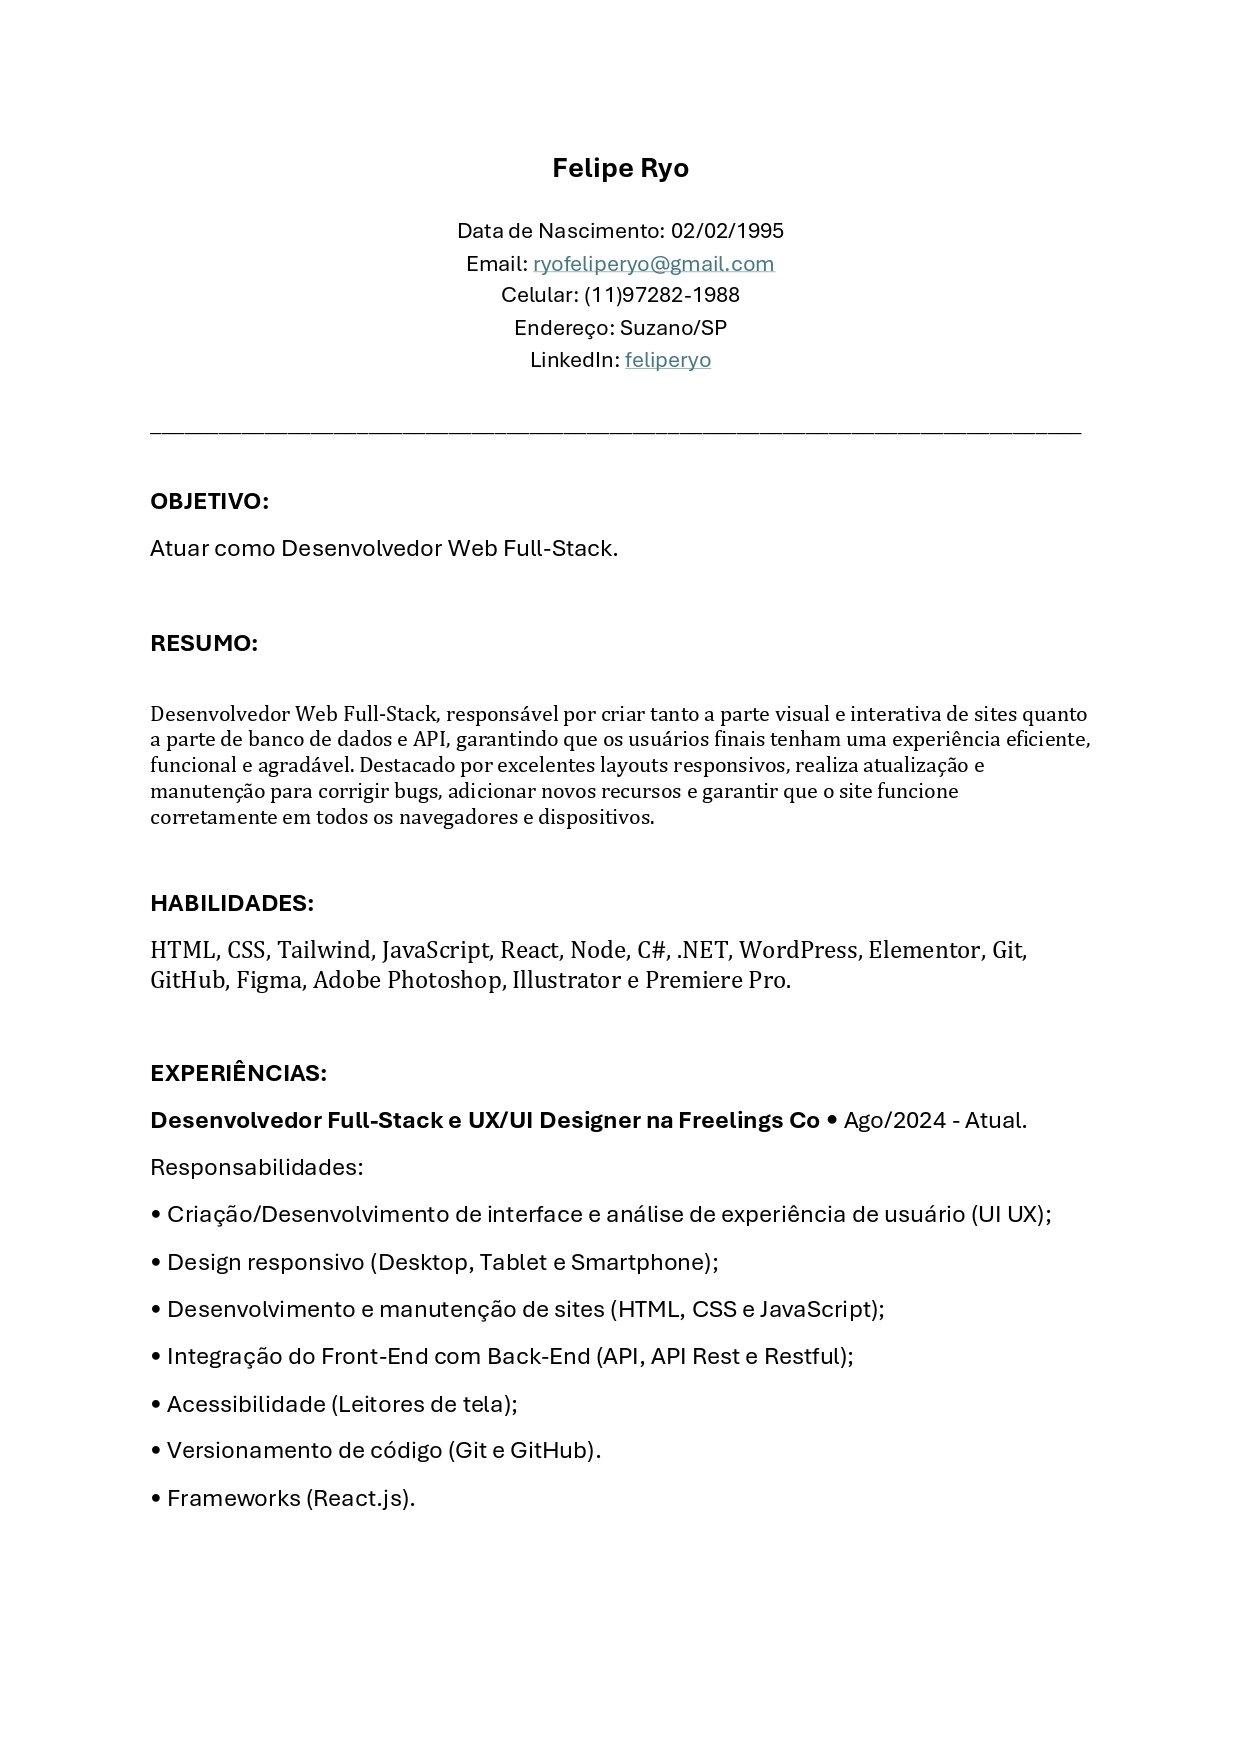 Felipe Ryo
Data de Nascimento: 02/02/1995
Email: ryofeliperyo@gmail.com
Celular: (11)97282-1988
Endereço: Suzano/SP
LinkedIn: feliperyo
OBJETIVO:
Atuar como Desenvolvedor Web Full-Stack.
RESUMO:
Desenvolvedor Web Full-Stack, responsável por criar tanto a parte visual e interativa de sites quanto
a parte de banco de dados e API, garantindo que os usuários finais tenham uma experiência eficiente,
funcional e agradável. Destacado por excelentes layouts responsivos, realiza atualização e
manutenção para corrigir bugs, adicionar novos recursos e garantir que o site funcione
corretamente em todos os navegadores e dispositivos.
HABILIDADES:
HTML, CSS, Tailwind, JavaScript, React, Node, C#, .NET, WordPress, Elementor, Git,
GitHub, Figma, Adobe Photoshop, Illustrator e Premiere Pro.
EXPERIÊNCIAS:
Desenvolvedor Full-Stack e UX/UI Designer na Freelings Co • Ago/2024 - Atual.
Responsabilidades:
• Criação/Desenvolvimento de interface e análise de experiência de usuário (UI UX);
• Design responsivo (Desktop, Tablet e Smartphone);
• Desenvolvimento e manutenção de sites (HTML, CSS e JavaScript);
• Integração do Front-End com Back-End (API, API Rest e Restful);
• Acessibilidade (Leitores de tela);
• Versionamento de código (Git e GitHub).
• Frameworks (React.js).